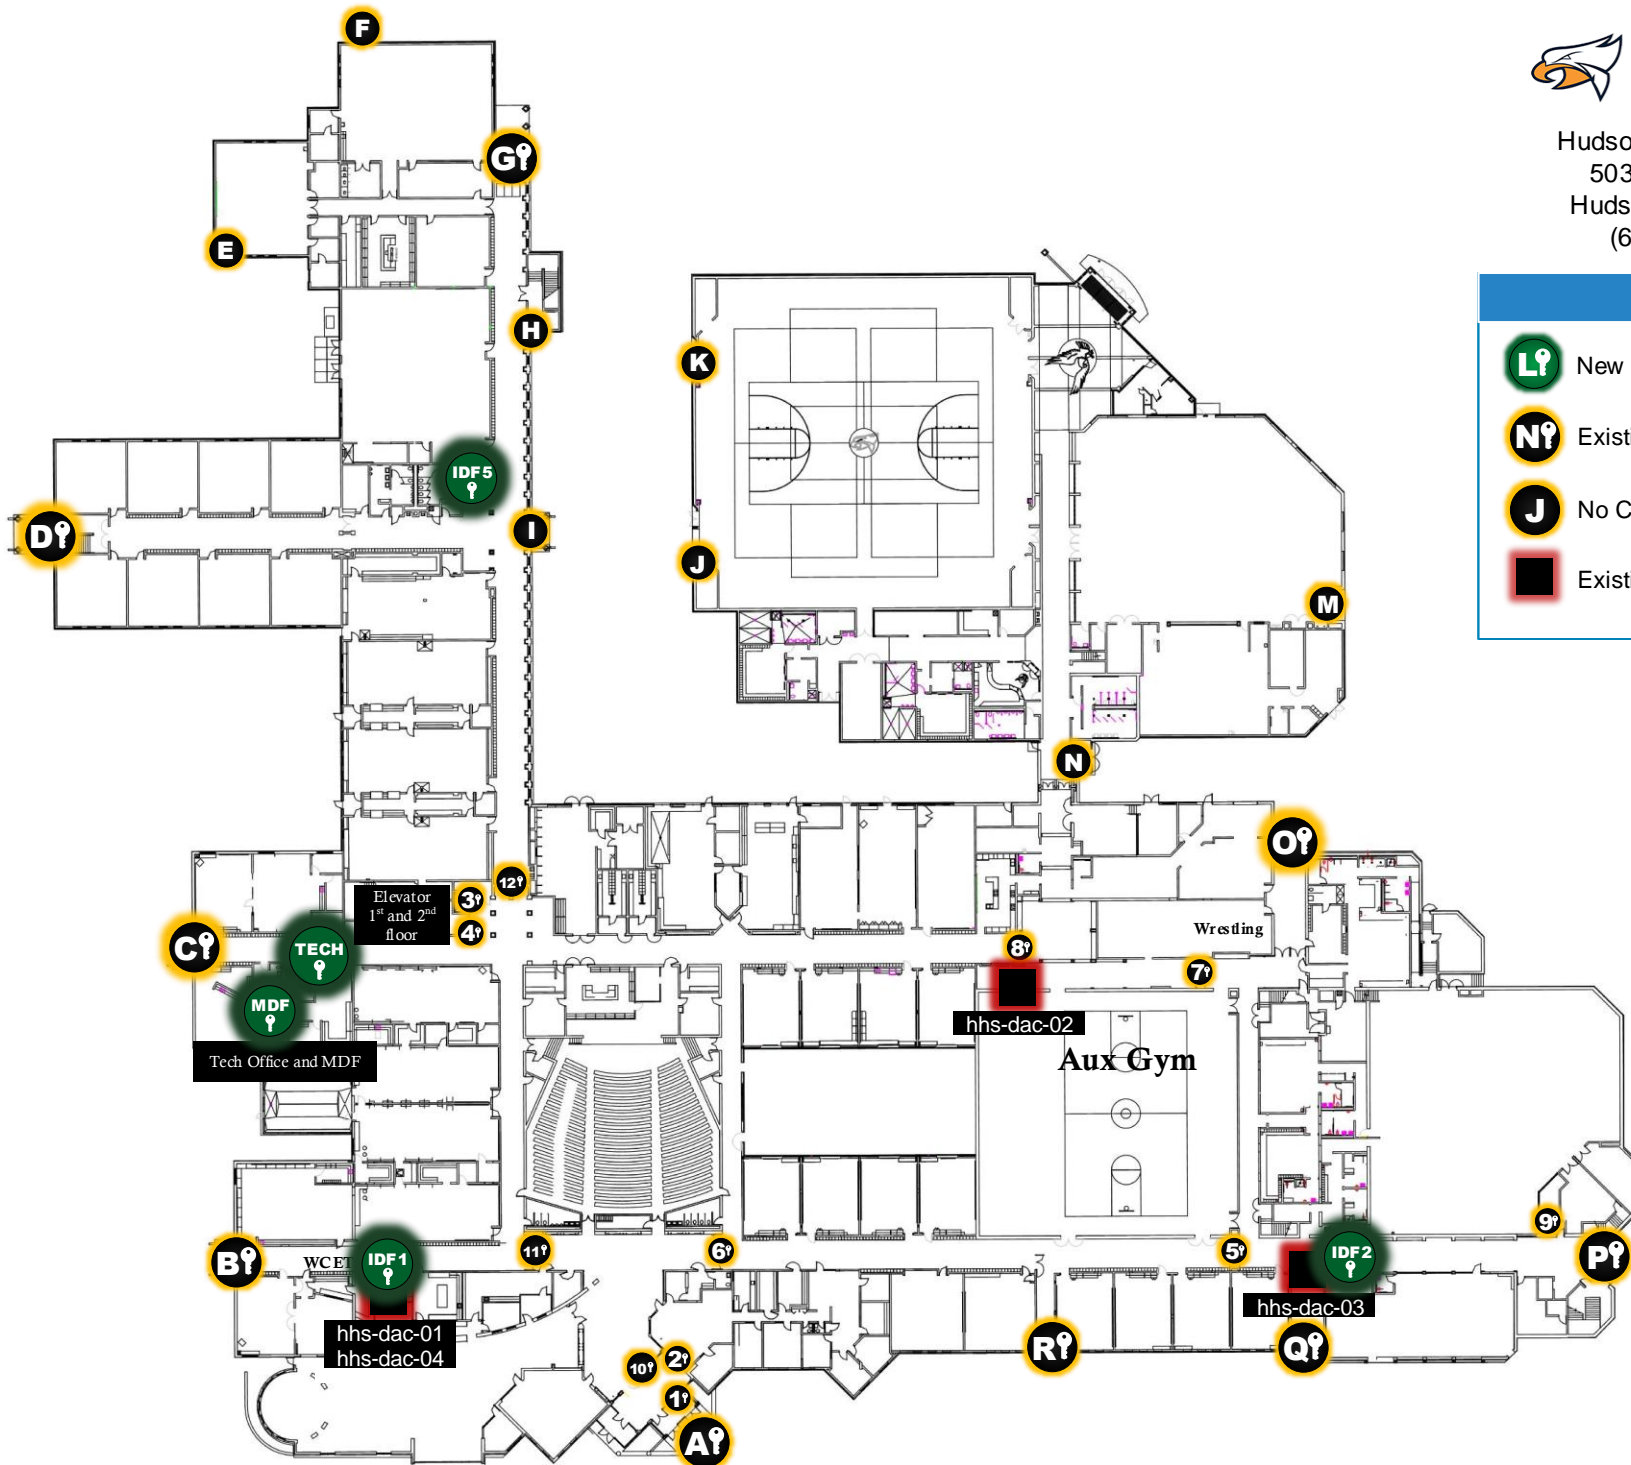 F
G
E
H
K
IDF5
D
I
J
M
N
O
12
3
4
Elevator
1st and 2nd
floor
Wrestling
C
TECH
8
7
MDF
hhs-dac-02
Tech Office and MDF
Aux Gym
9
11
6
5
B
WCET
IDF1
IDF2
P
hhs-dac-01
hhs-dac-04
hhs-dac-03
R
Q
10
2
1
A
Hudso
503
Huds
(6
L New
N Existi
J No C
Existi